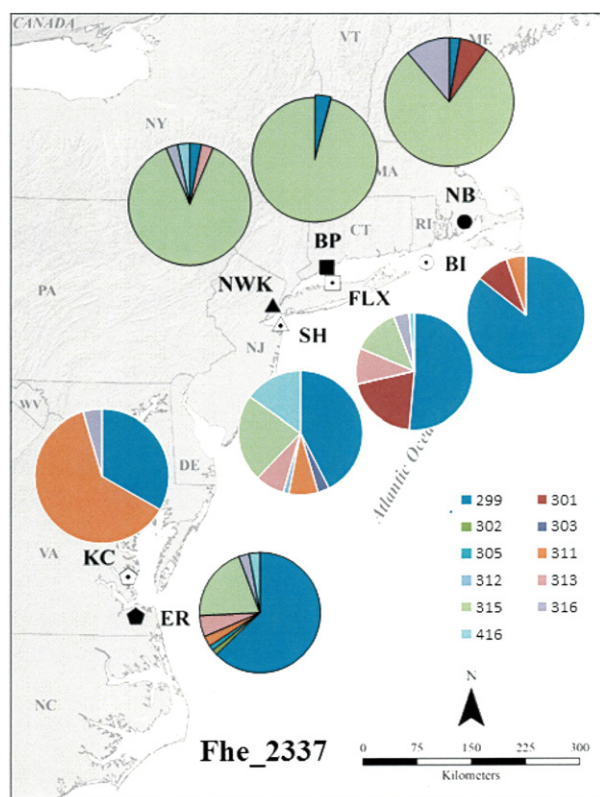 CANADA
VT
ME
NY
MA
NB
CT
RI
BP
BI
PA
NWK
FLX
SH
NJ
WV
DE
Atlantic Ocea
299 301
302 303
305 311
312 313
315 316
416
VA
KC
ER
NC
N
Fhe_2337
0 75 150 225 300
Kilometers